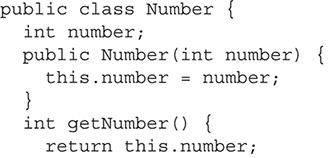 public class Number {
  int number;
  public Number(int number) {
    this.number = number;
  }
  int getNumber() {
    return this.number;